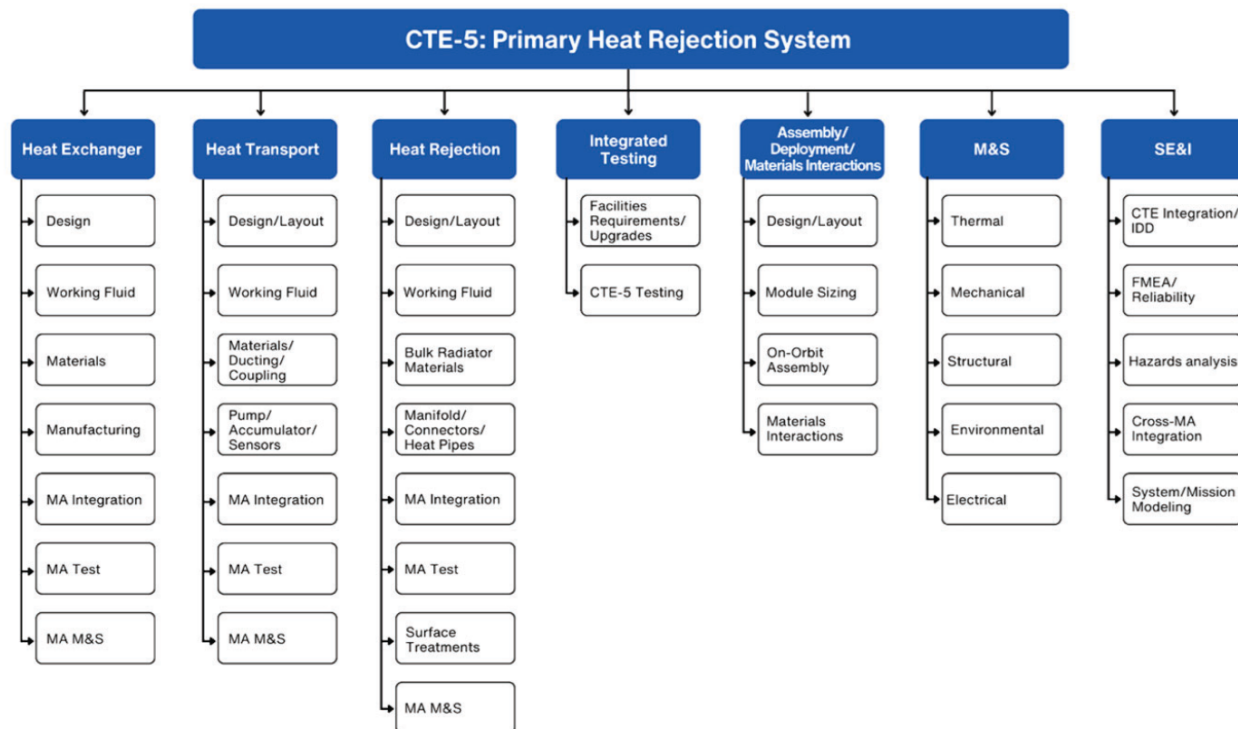 CTE-5: Primary Heat Rejection System
Heat Exchanger
Design
Working Fluid
Materials
Manufacturing
MA Integration
MA Test
MA M&S
Heat Transport
Design/Layout
Working Fluid
Materials/
Ducting/
Coupling
Pump/
Accumulator/
Sensors
MA Integration
MA Test
MA M&S
Heat Rejection
Design/Layout
Working Fluid
Bulk Radiator
Materials
Manifold/
Connectors/
Heat Pipes
MA Integration
MA Test
Surface
Treatments
MA M&S
Integrated
Testing
Facilities
Requirements/
Upgrades
CTE-5 Testing
Assembly/
Deployment/
Materials Interactions
Design/Layout
Module Sizing
On-Orbit
Assembly
Materials
Interactions
M&S
Thermal
Mechanical
Structural
Environmental
Electrical
SE&I
CTE Integration/
IDD
FMEA/
Reliability
Hazards analysis
Cross-MA
Integration
System/Mission
Modeling